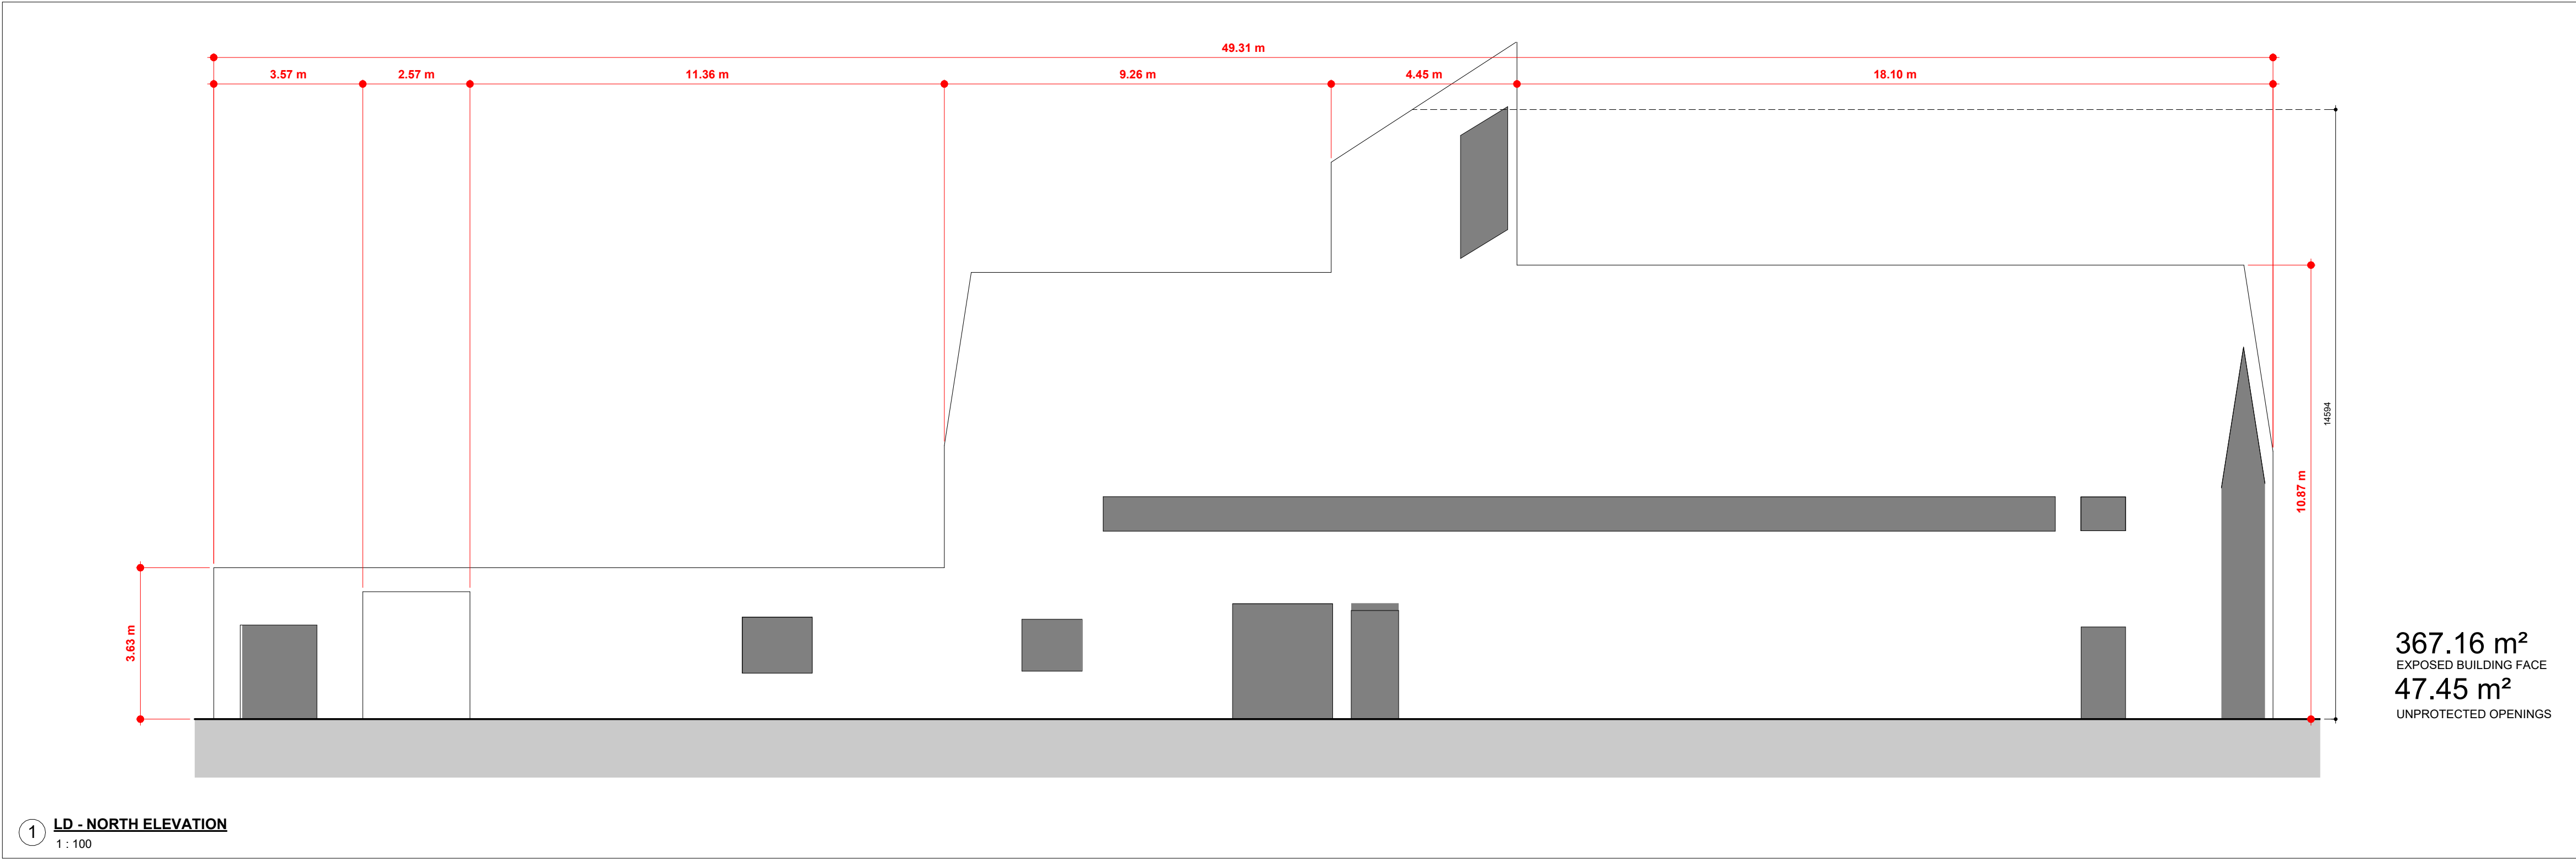 49.31 m
3.57 m 2.57 m 11.36 m 9.26 m 4.45 m 18.10 m
14594
10.87 m
3.63 m
367.16 m²
EXPOSED BUILDING FACE
47.45 m²
UNPROTECTED OPENINGS
1 LD - NORTH ELEVATION
1 : 100